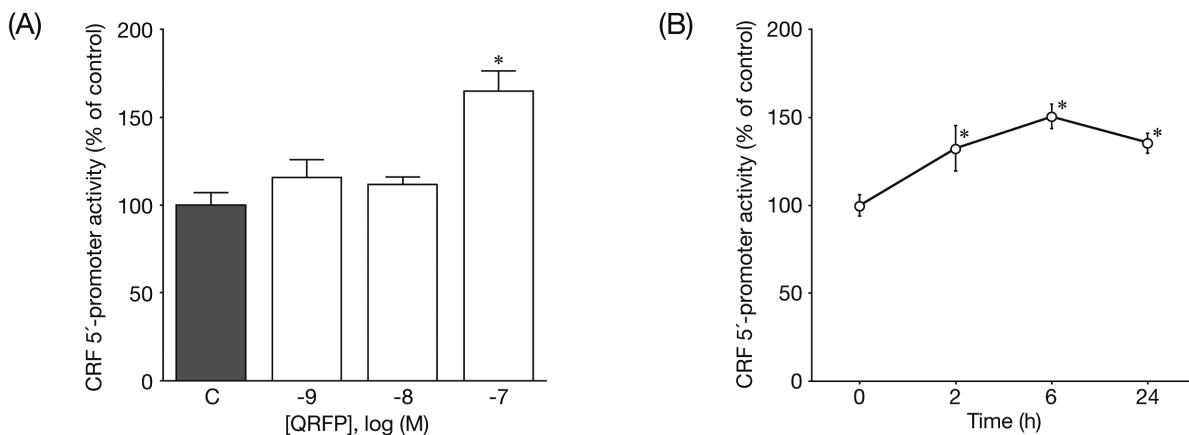 (A)
CRF 5´-promoter activity (% of control)
200
150
100
50
0
*
C -9 -8 -7
[QRFP], log (M)
(B)
CRF 5´-promoter activity (% of control)
200
150
100
50
0
* * *
0 2 6 24
Time (h)